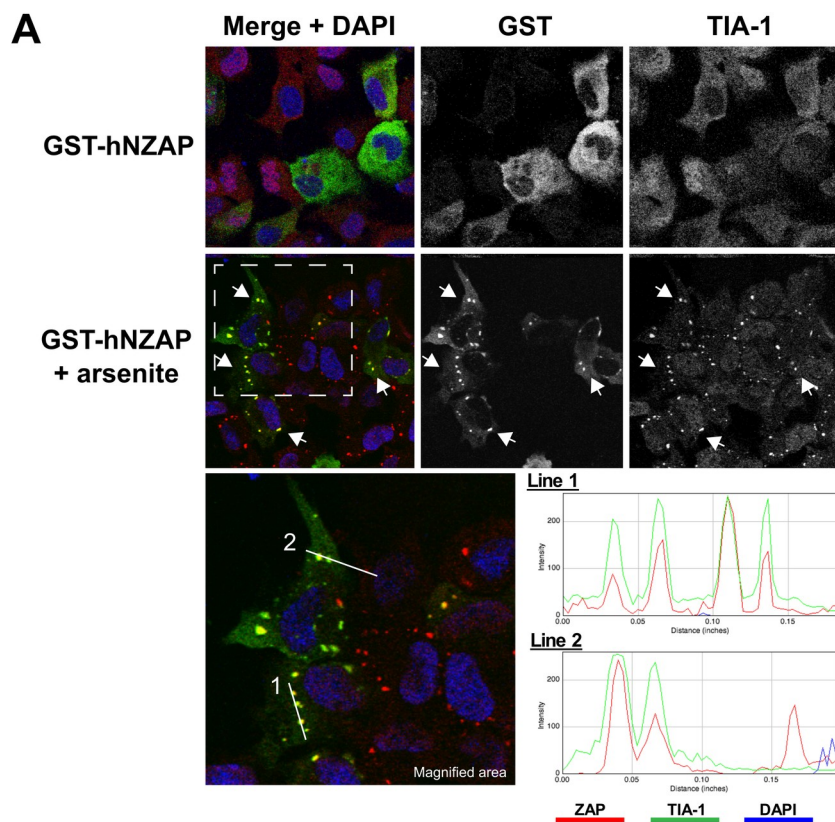 A
Merge + DAPI GST TIA-1
GST-hNZAP
GST-hNZAP
+ arsenite
2
1
Magnified area
Line 1
Intensity
200
100
0
0.00 0.05 0.10 0.15
Distance (inches)
Line 2
Intensity
200
100
0
0.00 0.05 0.10 0.15
Distance (inches)
ZAP TIA-1 DAPI